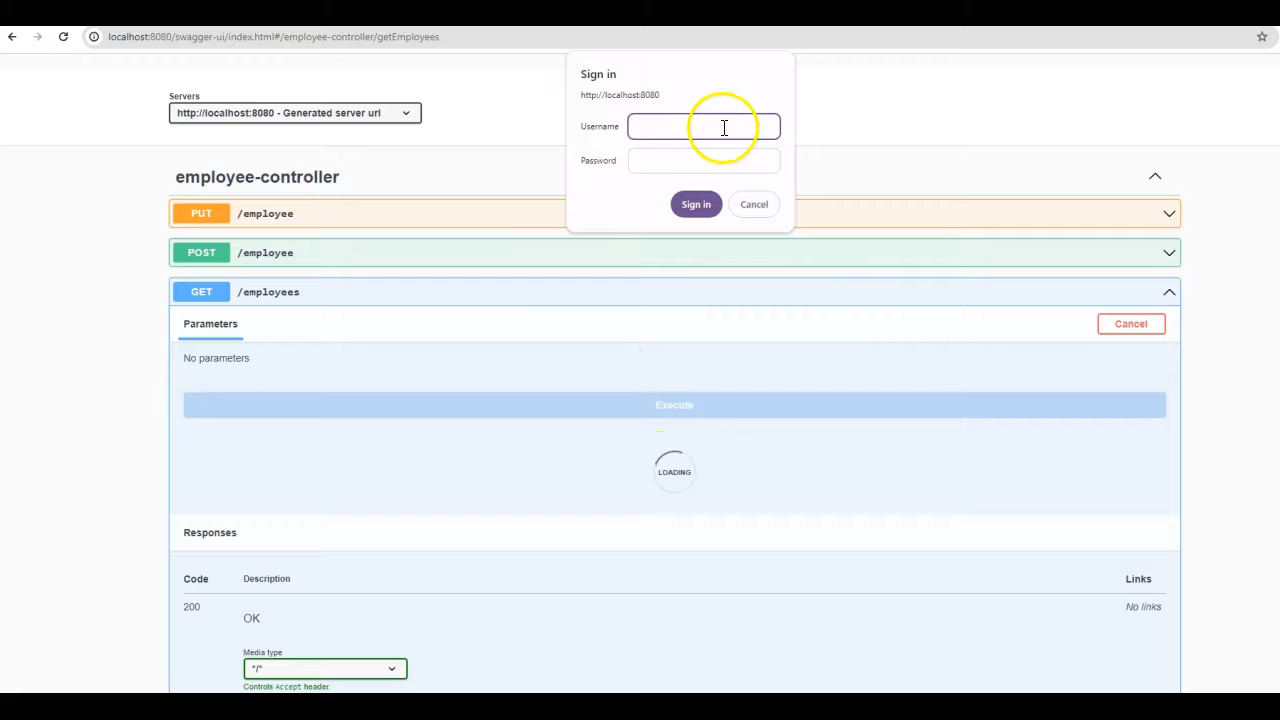 localhost:8080/swagger-ui/index.html#/employee-controller/getEmployees
Sign in
http://localhost:8080
Username
Password
Sign in Cancel
Servers
http://localhost:8080 - Generated server url
employee-controller
PUT /employee
POST /employee
GET /employees
Parameters
Cancel
No parameters
Execute
LOADING
Responses
Code Description Links
200 OK No links
Media type
*/*
Controls Accept header.